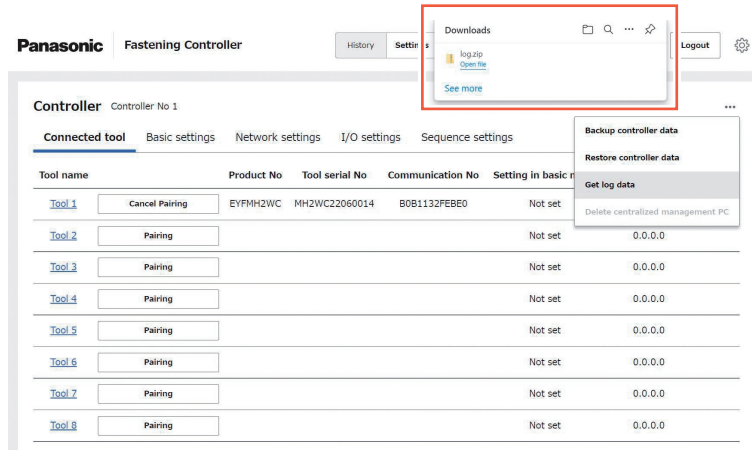 Panasonic Fastening Controller History Settin s Logout
Downloads
log.zip
Open file
See more
Controller Controller No 1
Connected tool Basic settings Network settings I/O settings Sequence settings
Backup controller data
Restore controller data
Get log data
Delete centralized management PC
Tool name Product No Tool serial No Communication No Setting in basic
Tool 1 Cancel Pairing EYFMH2WC MH2WC22060014 B0B1132FEBE0 Not set
Tool 2 Pairing Not set 0.0.0.0
Tool 3 Pairing Not set 0.0.0.0
Tool 4 Pairing Not set 0.0.0.0
Tool 5 Pairing Not set 0.0.0.0
Tool 6 Pairing Not set 0.0.0.0
Tool 7 Pairing Not set 0.0.0.0
Tool 8 Pairing Not set 0.0.0.0